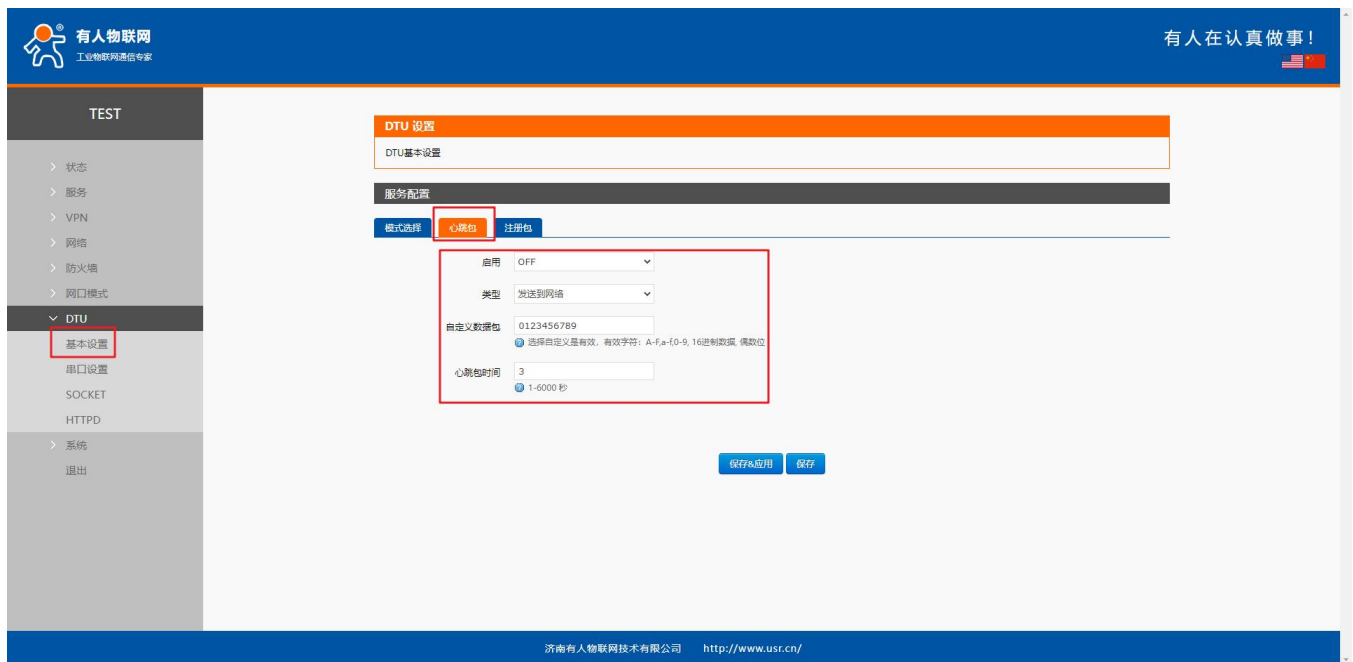 有人物联网
工业物联网通信专家
有人在认真做事!
TEST
状态
服务
VPN
网络
防火墙
网口模式
DTU
基本设置
串口设置
SOCKET
HTTPD
系统
退出
DTU 设置
DTU基本设置
服务配置
模式选择 心跳包 注册包
启用 OFF
类型 发送到网络
自定义数据包 0123456789
选择自定义是有效,有效字符:A-F,a-f,0-9, 16进制数据, 偶数位
心跳包时间 3
1-6000 秒
保存&应用 保存
济南有人物联网技术有限公司 http://www.usr.cn/